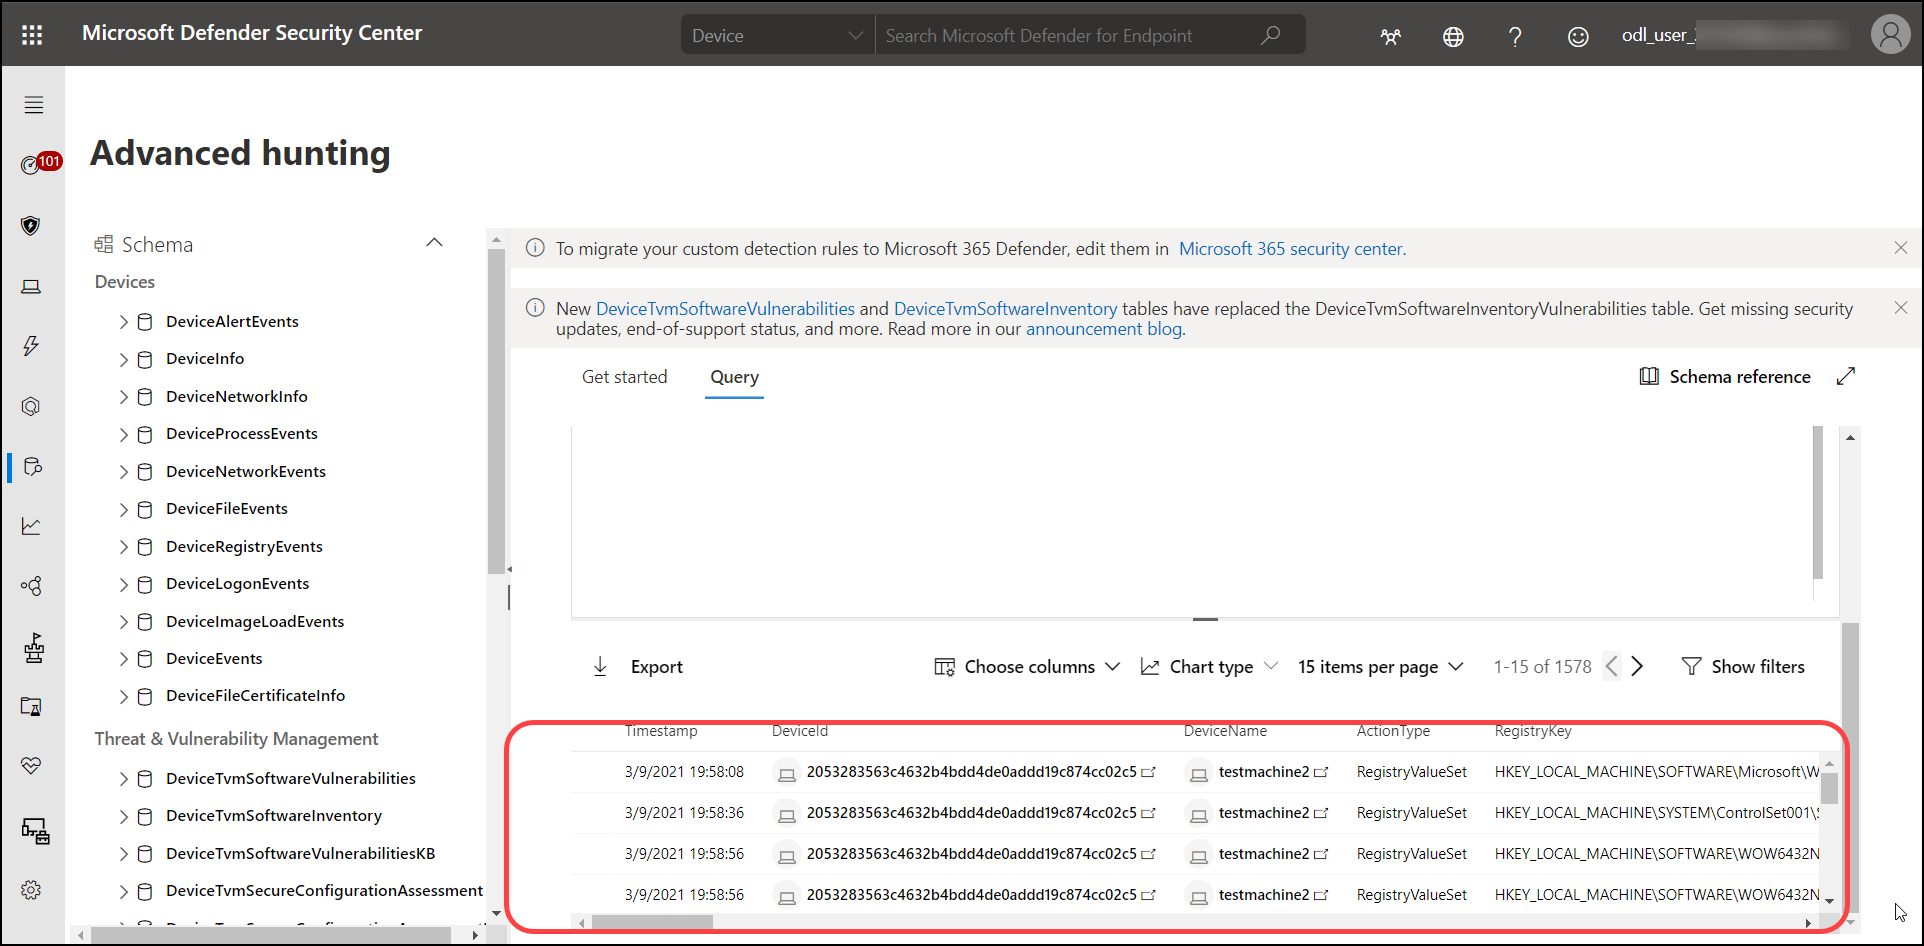 Microsoft Defender Security Center
Device
Search Microsoft Defender for Endpoint
?
odl_user_
101
Advanced hunting
Schema
Devices
DeviceAlertEvents
DeviceInfo
DeviceNetworkInfo
DeviceProcessEvents
DeviceNetworkEvents
DeviceFileEvents
DeviceRegistryEvents
DeviceLogonEvents
DeviceImageLoadEvents
DeviceEvents
DeviceFileCertificateInfo
Threat & Vulnerability Management
DeviceTvmSoftwareVulnerabilities
DeviceTvmSoftwareInventory
DeviceTvmSoftwareVulnerabilitiesKB
DeviceTvmSecureConfigurationAssessment
To migrate your custom detection rules to Microsoft 365 Defender, edit them in Microsoft 365 security center.
New DeviceTvmSoftwareVulnerabilities and DeviceTvmSoftwareInventory tables have replaced the DeviceTvmSoftwareInventoryVulnerabilities table. Get missing security
updates, end-of-support status, and more. Read more in our announcement blog.
Get started
Query
Schema reference
Export
Choose columns
Chart type
15 items per page
1-15 of 1578
Show filters
Timestamp DeviceId DeviceName ActionType RegistryKey
3/9/2021 19:58:08 2053283563c4632b4bdd4de0addd19c874cc02c5 testmachine2 RegistryValueSet HKEY_LOCAL_MACHINE\SOFTWARE\Microsoft\W
3/9/2021 19:58:36 2053283563c4632b4bdd4de0addd19c874cc02c5 testmachine2 RegistryValueSet HKEY_LOCAL_MACHINE\SYSTEM\ControlSet001\S
3/9/2021 19:58:56 2053283563c4632b4bdd4de0addd19c874cc02c5 testmachine2 RegistryValueSet HKEY_LOCAL_MACHINE\SOFTWARE\WOW6432N
3/9/2021 19:58:56 2053283563c4632b4bdd4de0addd19c874cc02c5 testmachine2 RegistryValueSet HKEY_LOCAL_MACHINE\SOFTWARE\WOW6432N